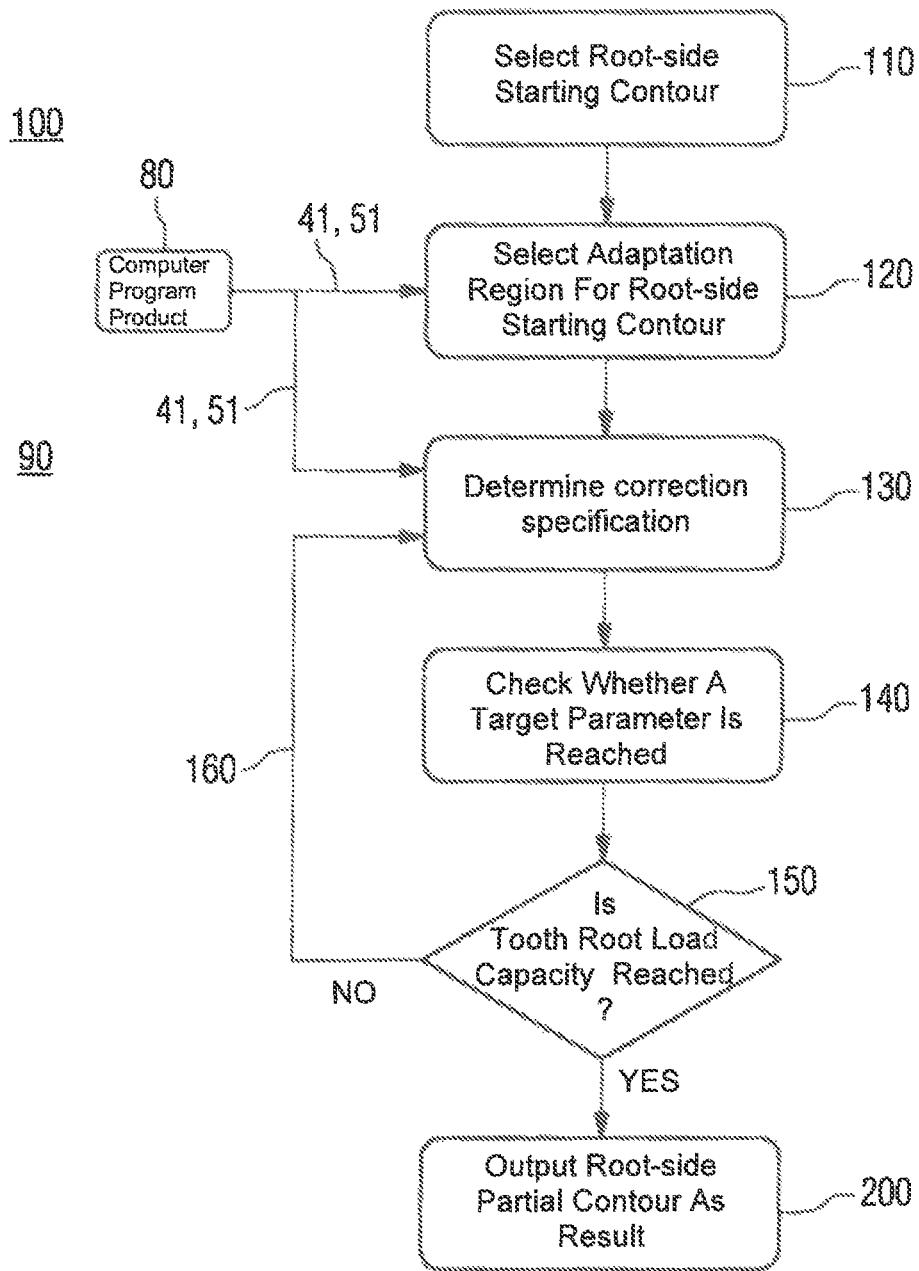 Select Root-side
Starting Contour
110
100
80
41, 51
Computer
Program
Product
Select Adaptation
Region For Root-side
Starting Contour
120
41, 51
90
Determine correction
specification
130
Check Whether A
Target Parameter Is
Reached
140
160
150
Is
Tooth Root Load
Capacity Reached
?
NO
YES
Output Root-side
Partial Contour As
Result
200